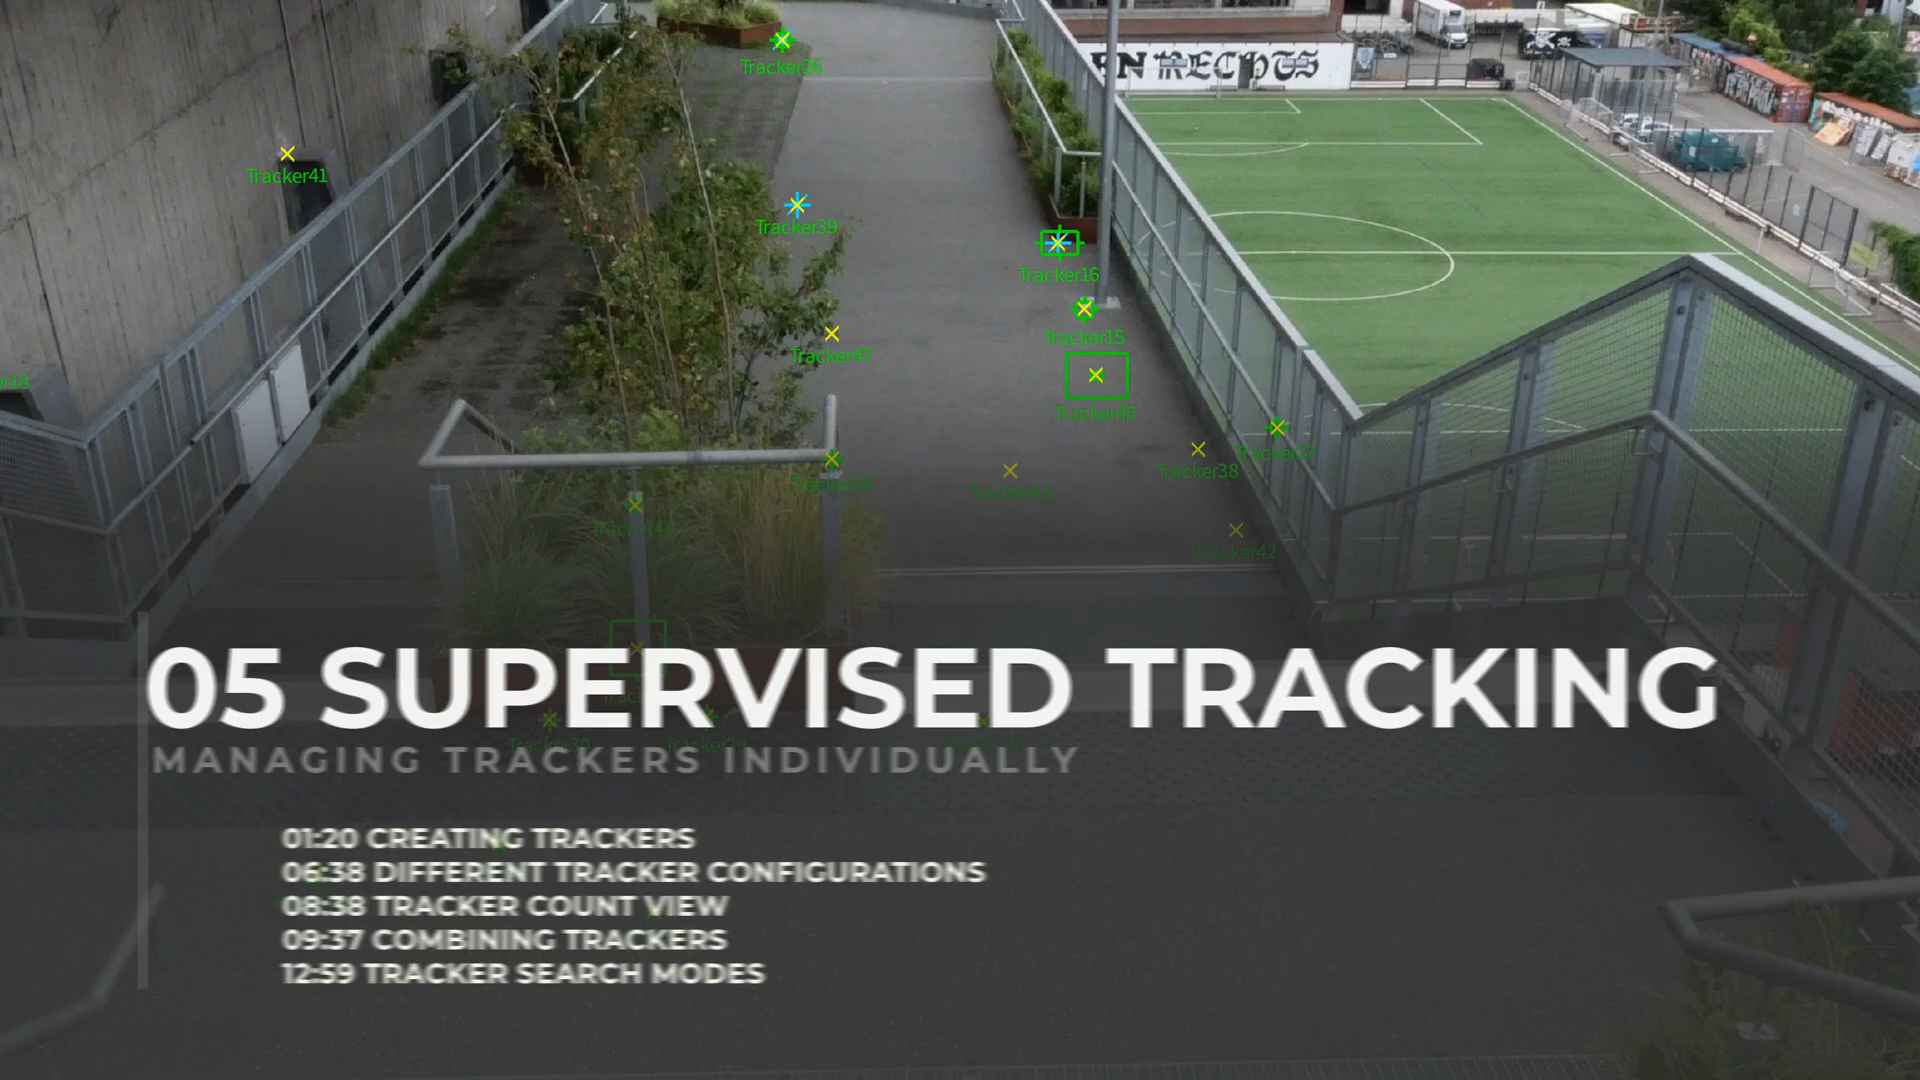 Tracker26
EN RECHTS
Tracker41
Tracker39
Tracker16
Tracker15
Tracker47
Tracker45
Tracker38
Tracker42
05 SUPERVISED TRACKING
MANAGING TRACKERS INDIVIDUALLY
01:20 CREATING TRACKERS
06:38 DIFFERENT TRACKER CONFIGURATIONS
08:38 TRACKER COUNT VIEW
09:37 COMBINING TRACKERS
12:59 TRACKER SEARCH MODES